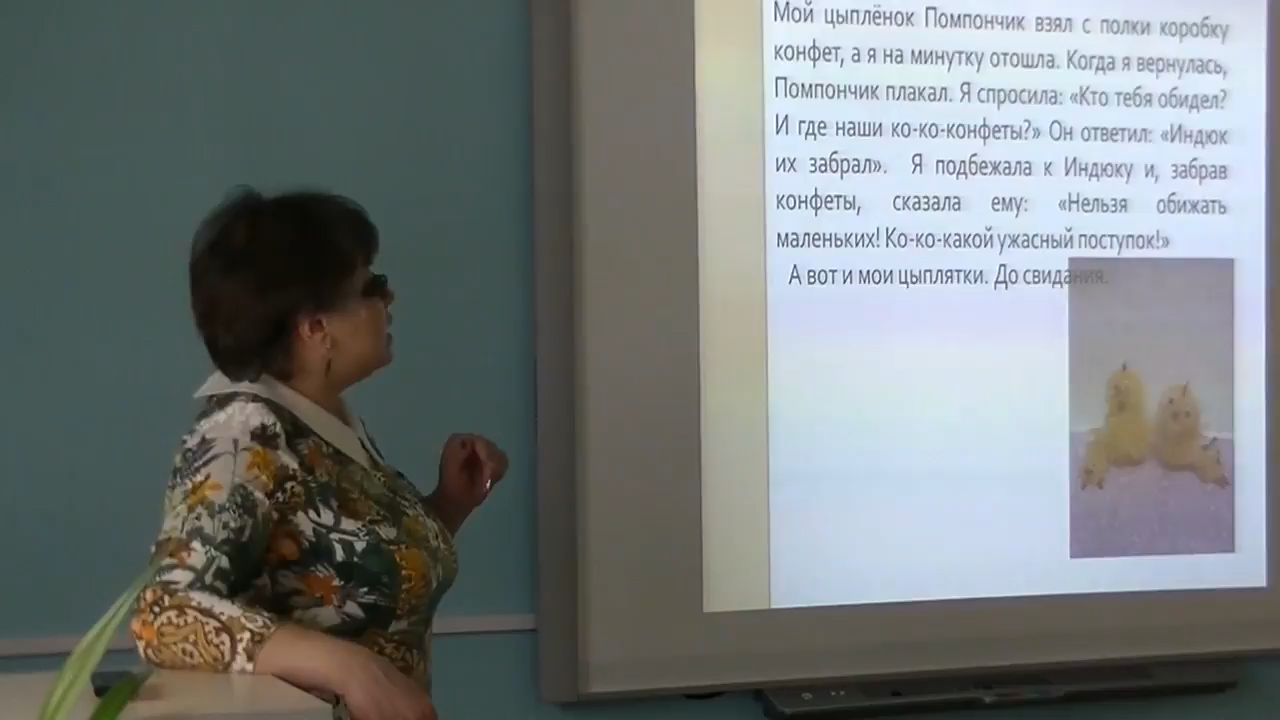 Мой цыплёнок Помпончик взял с полки коробку
конфет, а я на минутку отошла. Когда я вернулась,
Помпончик плакал. Я спросила: «Кто тебя обидел?
И где наши ко-ко-конфеты?» Он ответил: «Индюк
их забрал». Я подбежала к Индюку и, забрав
конфеты, сказала ему: «Нельзя обижать
маленьких! Ко-ко-какой ужасный поступок!»
А вот и мои цыплятки. До свидания.